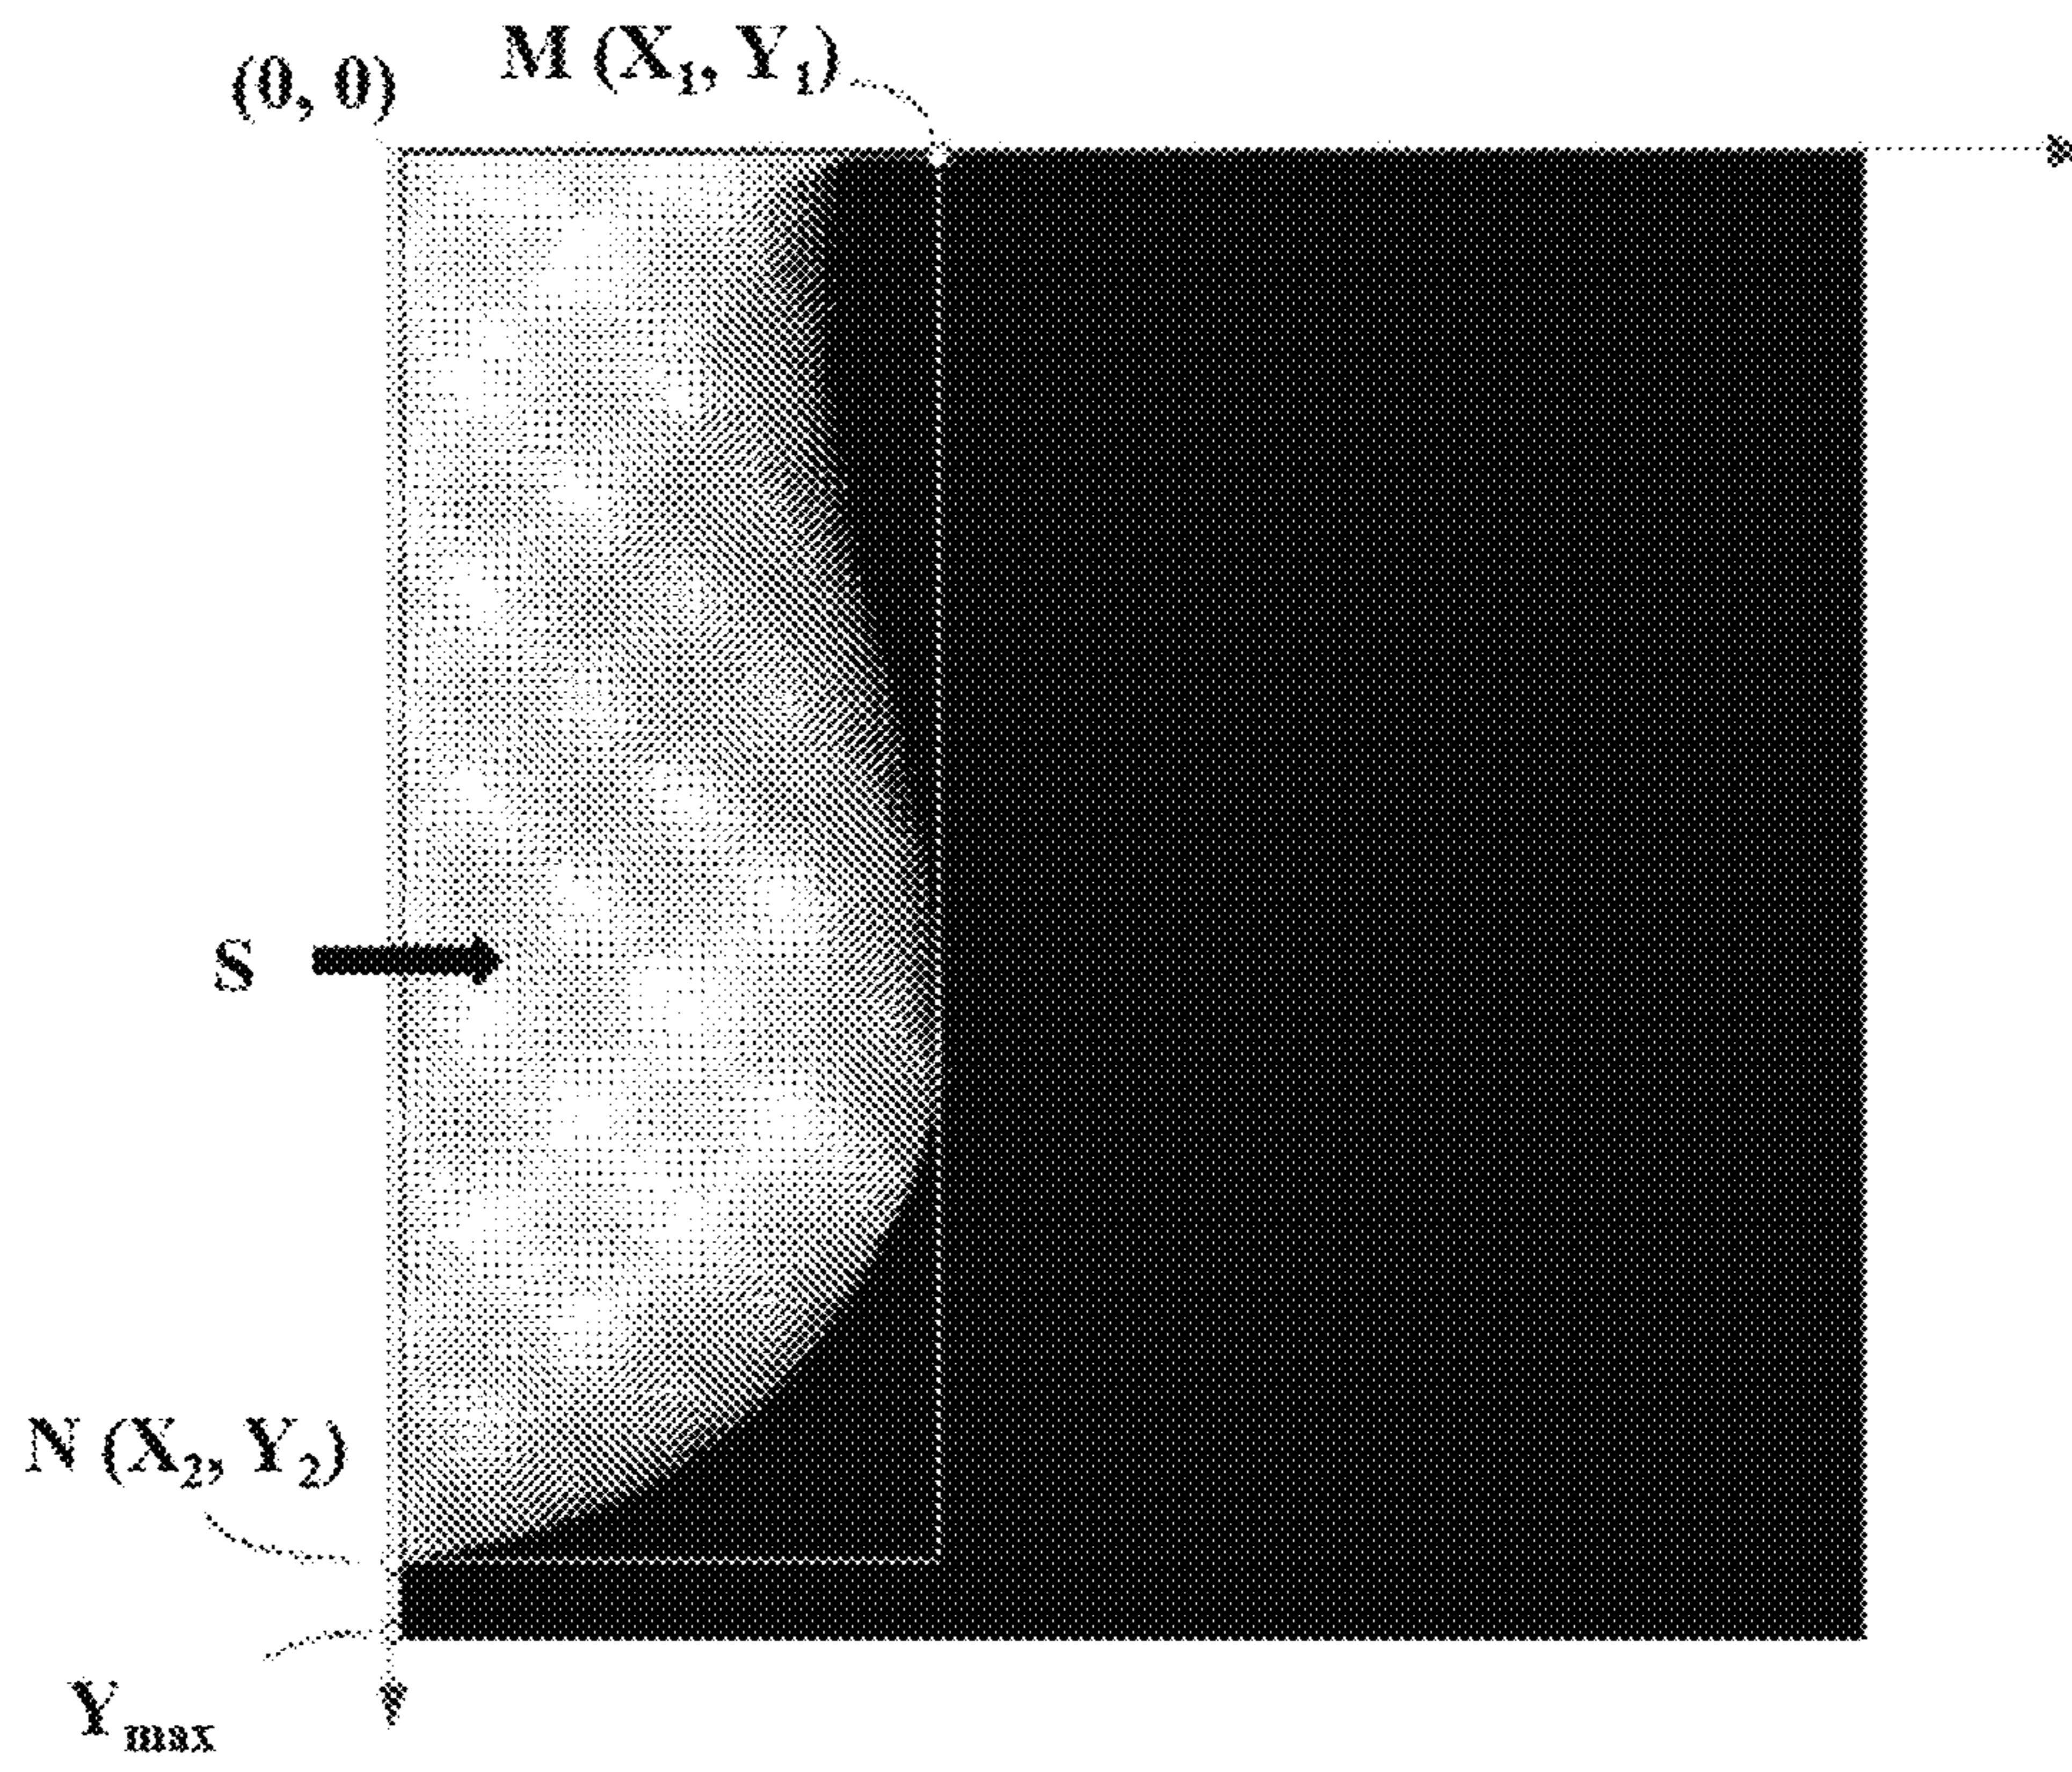 (0, 0)
M (X₁, Y₁)
S
N (X₂, Y₂)
Yₘₐₓ